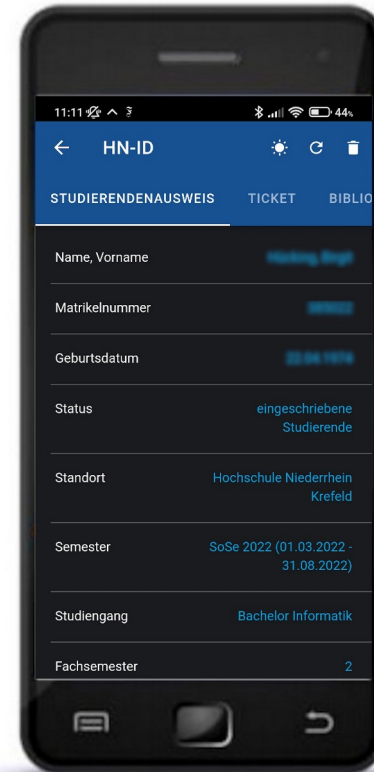 11:11 44%
HN-ID
STUDIERENDENAUSWEIS TICKET BIBLIO
Name, Vorname
Matrikelnummer
Geburtsdatum
Status eingeschriebene
Studierende
Standort Hochschule Niederrhein
Krefeld
Semester SoSe 2022 (01.03.2022 -
31.08.2022)
Studiengang Bachelor Informatik
Fachsemester 2